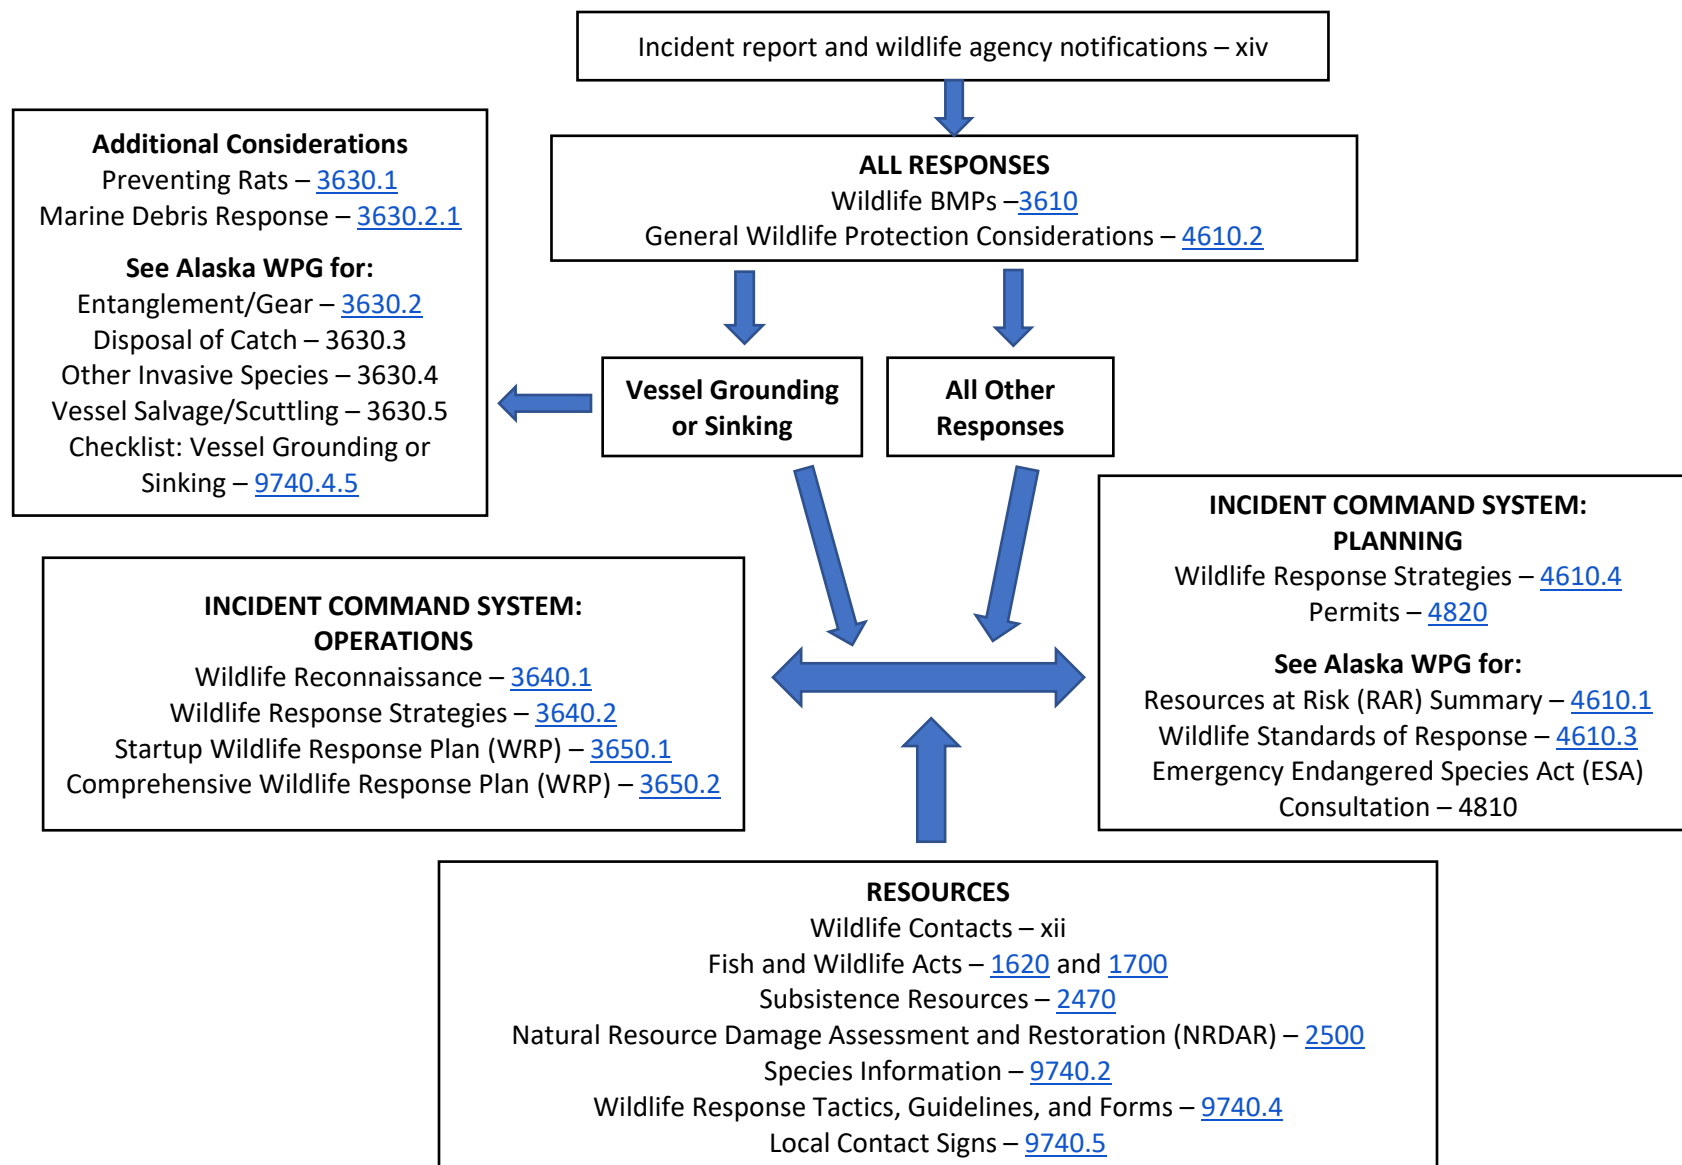 Incident report and wildlife agency notifications – xiv
ALL RESPONSES
Wildlife BMPs –3610
General Wildlife Protection Considerations – 4610.2
Additional Considerations
Preventing Rats – 3630.1
Marine Debris Response – 3630.2.1
See Alaska WPG for:
Entanglement/Gear – 3630.2
Disposal of Catch – 3630.3
Other Invasive Species – 3630.4
Vessel Salvage/Scuttling – 3630.5
Checklist: Vessel Grounding or
Sinking – 9740.4.5
Vessel Grounding
or Sinking
All Other
Responses
INCIDENT COMMAND SYSTEM:
OPERATIONS
Wildlife Reconnaissance – 3640.1
Wildlife Response Strategies – 3640.2
Startup Wildlife Response Plan (WRP) – 3650.1
Comprehensive Wildlife Response Plan (WRP) – 3650.2
INCIDENT COMMAND SYSTEM:
PLANNING
Wildlife Response Strategies – 4610.4
Permits – 4820
See Alaska WPG for:
Resources at Risk (RAR) Summary – 4610.1
Wildlife Standards of Response – 4610.3
Emergency Endangered Species Act (ESA)
Consultation – 4810
RESOURCES
Wildlife Contacts – xii
Fish and Wildlife Acts – 1620 and 1700
Subsistence Resources – 2470
Natural Resource Damage Assessment and Restoration (NRDAR) – 2500
Species Information – 9740.2
Wildlife Response Tactics, Guidelines, and Forms – 9740.4
Local Contact Signs – 9740.5